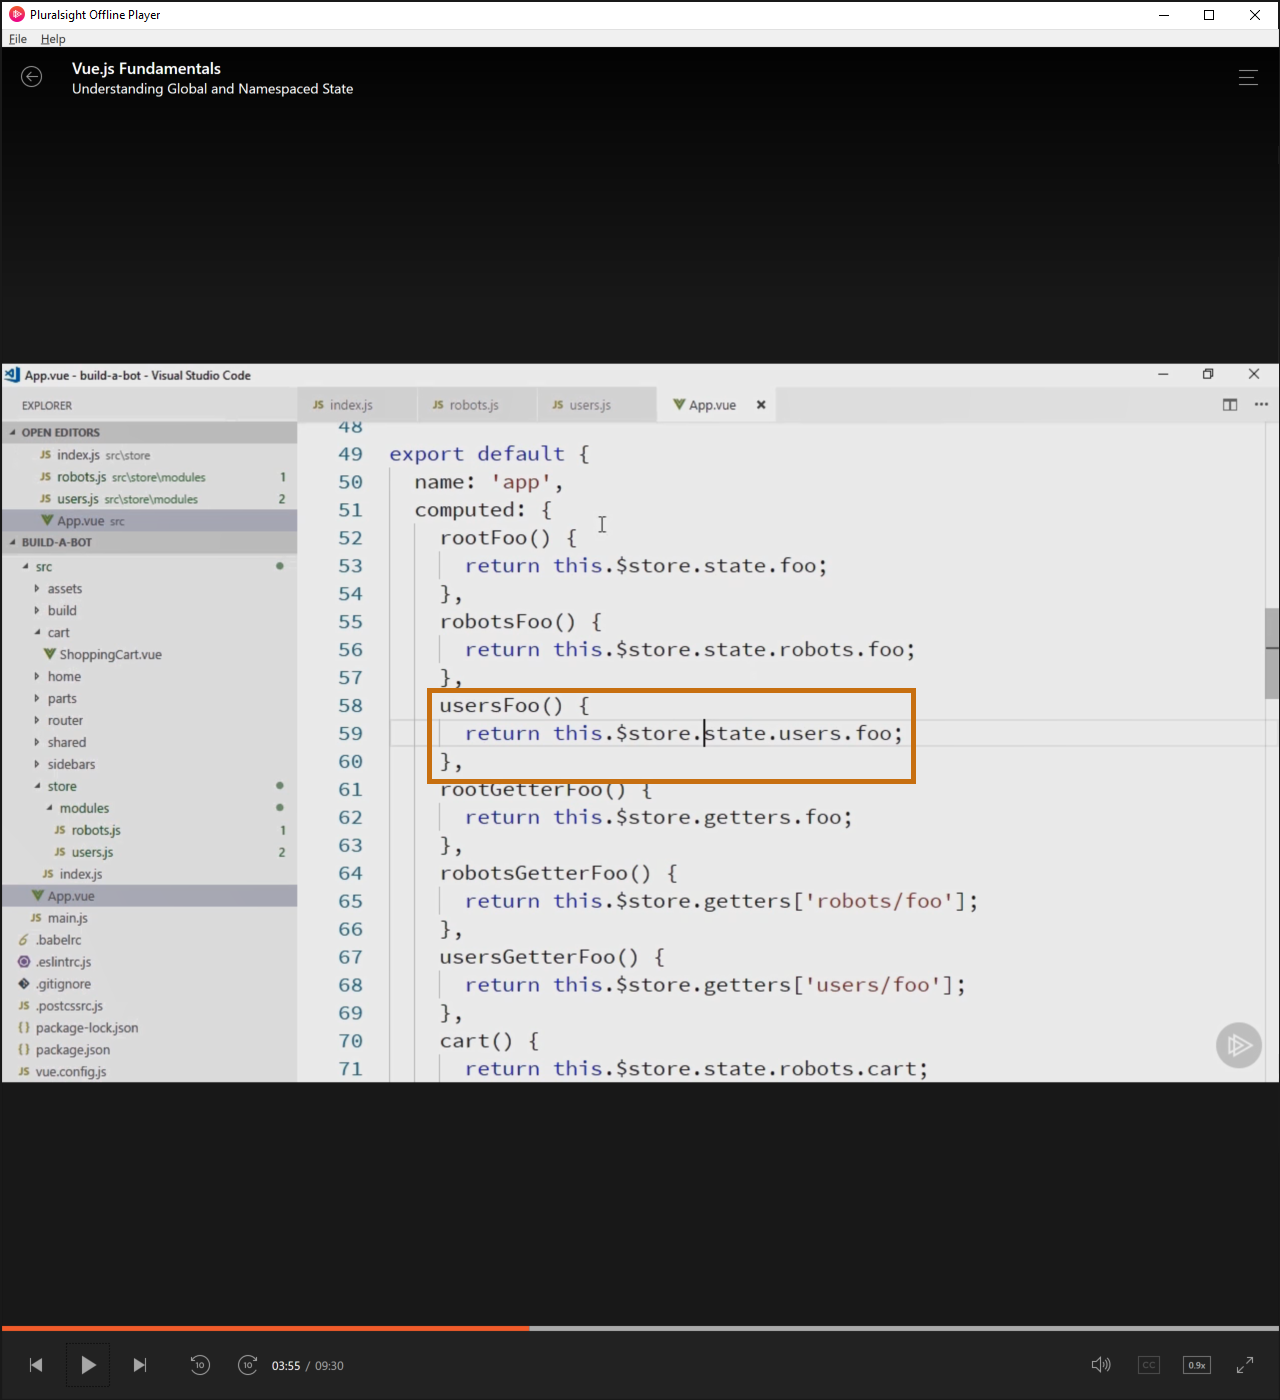 Pluralsight Offline Player
File Help
Vue.js Fundamentals
Understanding Global and Namespaced State
App.vue - build-a-bot - Visual Studio Code
EXPLORER
OPEN EDITORS
JS index.js src\store
JS robots.js src\store\modules 1
JS users.js src\store\modules 2
App.vue src
BUILD-A-BOT
src
assets
build
cart
ShoppingCart.vue
home
parts
router
shared
sidebars
store
modules
JS robots.js 1
JS users.js 2
JS index.js
App.vue
JS main.js
.babelrc
.eslintrc.js
.gitignore
JS .postcssrc.js
{} package-lock.json
{} package.json
JS vue.config.js
JS index.js JS robots.js JS users.js App.vue
48
49 export default {
50 name: 'app',
51 computed: {
52 rootFoo() {
53 return this.$store.state.foo;
54 },
55 robotsFoo() {
56 return this.$store.state.robots.foo;
57 },
58 usersFoo() {
59 return this.$store.state.users.foo;
60 },
61 rootGetterFoo() {
62 return this.$store.getters.foo;
63 },
64 robotsGetterFoo() {
65 return this.$store.getters['robots/foo'];
66 },
67 usersGetterFoo() {
68 return this.$store.getters['users/foo'];
69 },
70 cart() {
71 return this.$store.state.robots.cart;
10 10 03:55 / 09:30 CC 0.9x